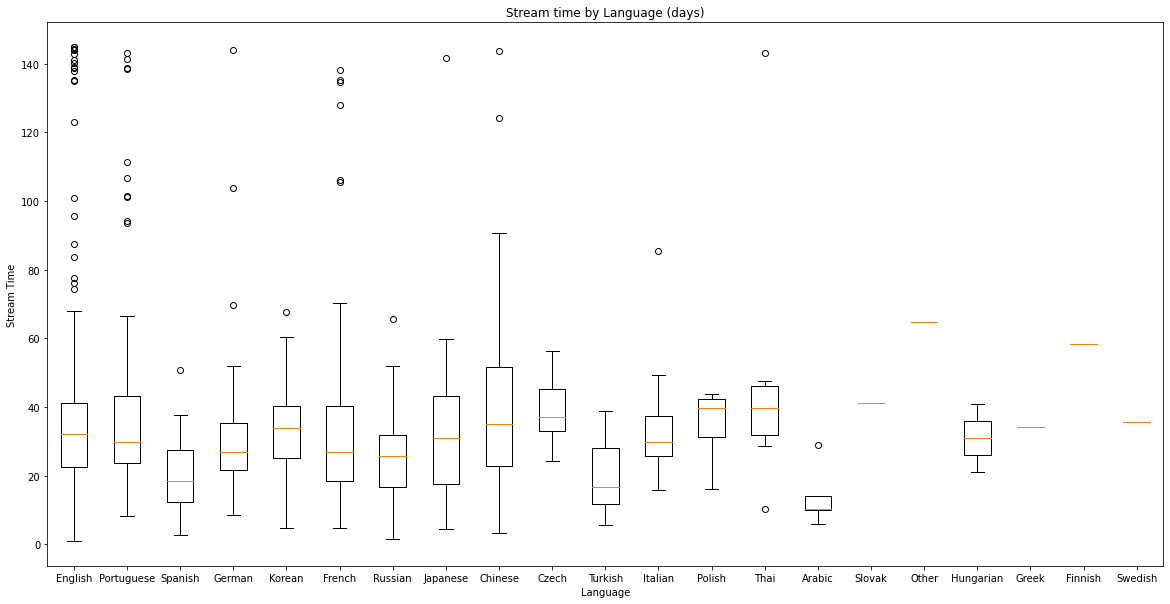 Stream time by Language (days)
Stream Time
140
120
100
80
60
40
20
0
English Portuguese Spanish German Korean French Russian Japanese Chinese Czech Turkish Italian Polish Thai Arabic Slovak Other Hungarian Greek Finnish Swedish
Language